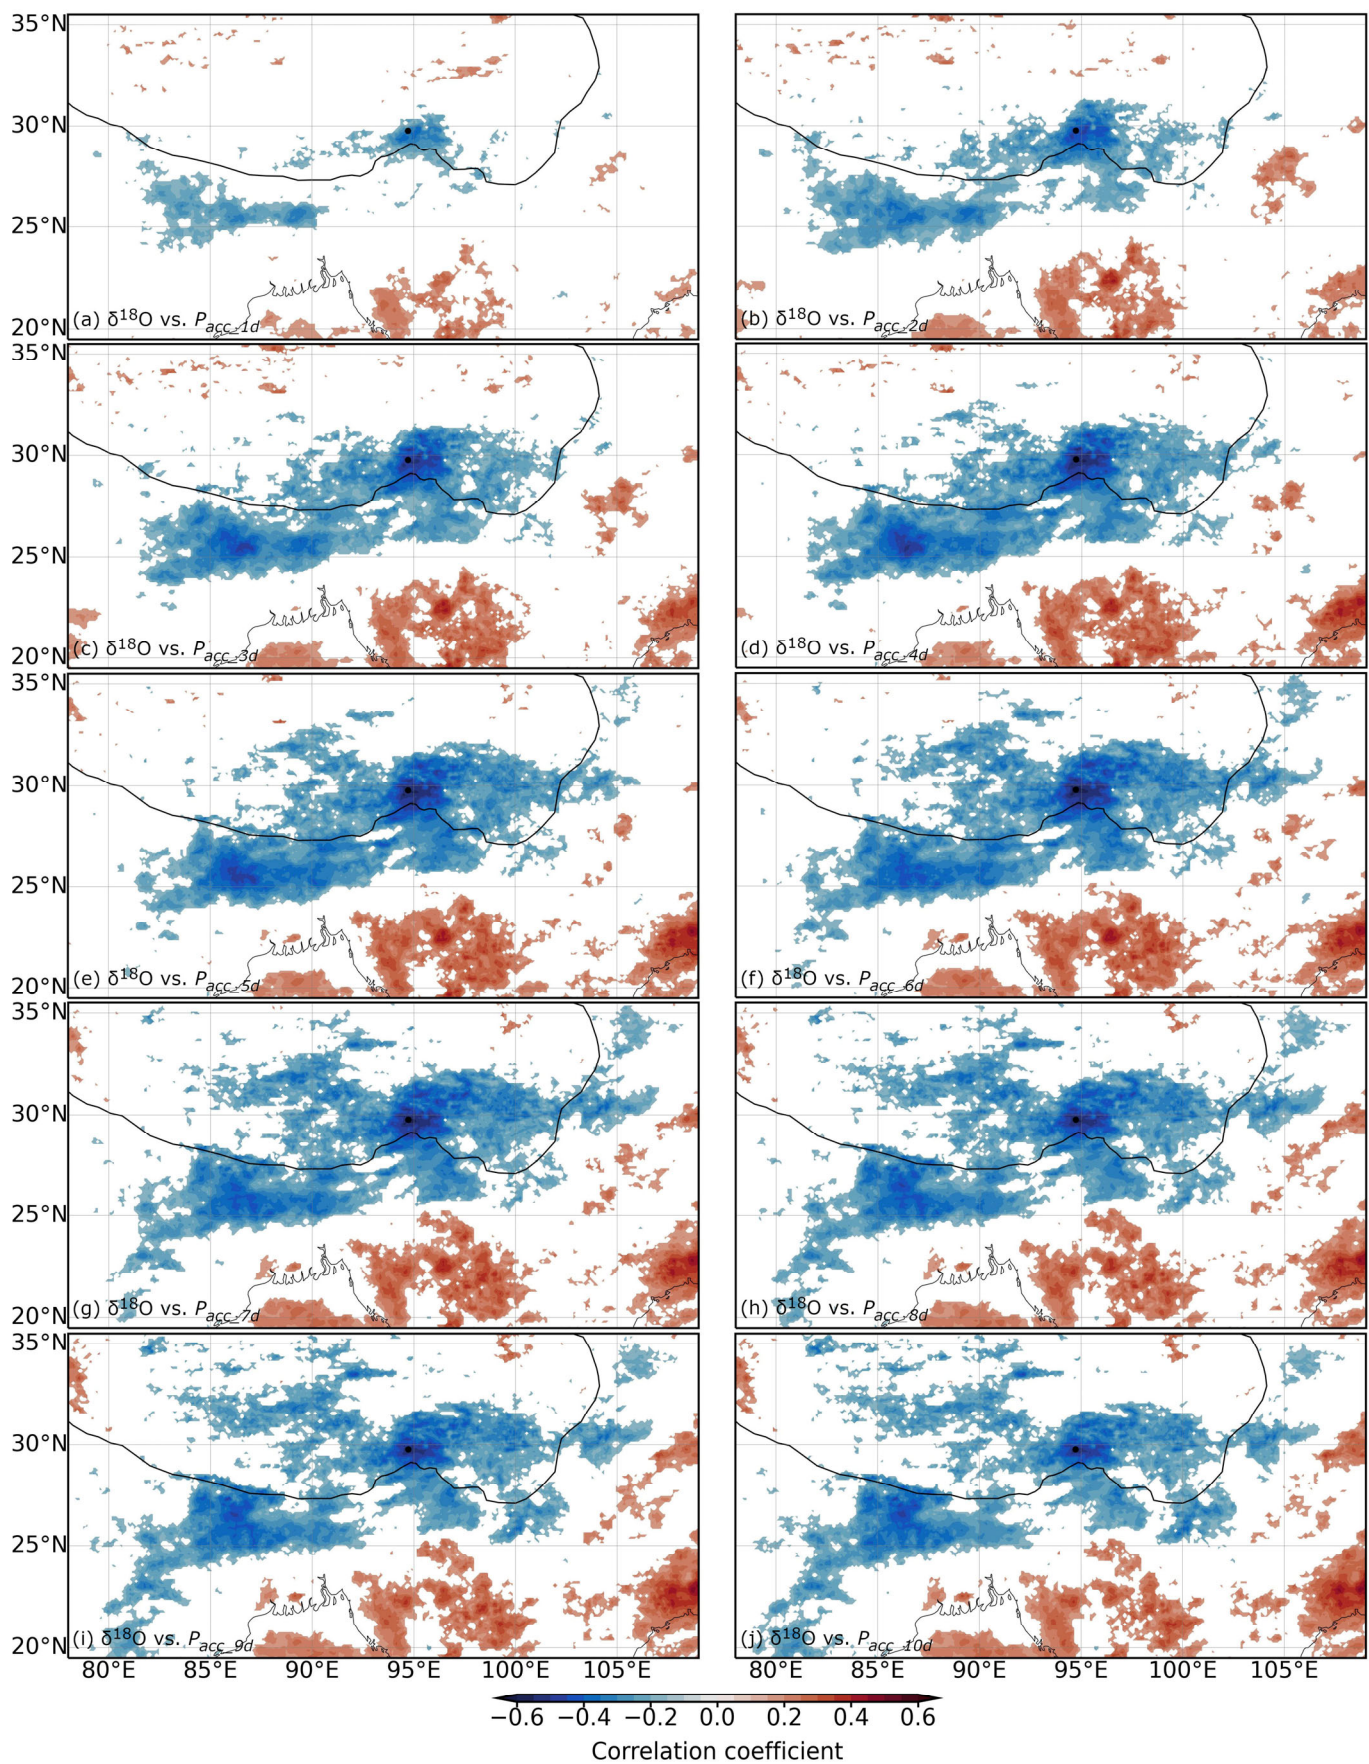 35°N
30°N
25°N
20°N
(a) δ¹⁸O vs. P_acc_1d
(b) δ¹⁸O vs. P_acc_2d
35°N
30°N
25°N
20°N
(c) δ¹⁸O vs. P_acc_3d
(d) δ¹⁸O vs. P_acc_4d
35°N
30°N
25°N
20°N
(e) δ¹⁸O vs. P_acc_5d
(f) δ¹⁸O vs. P_acc_6d
35°N
30°N
25°N
20°N
(g) δ¹⁸O vs. P_acc_7d
(h) δ¹⁸O vs. P_acc_8d
35°N
30°N
25°N
20°N
(i) δ¹⁸O vs. P_acc_9d
(j) δ¹⁸O vs. P_acc_10d
80°E 85°E 90°E 95°E 100°E 105°E
80°E 85°E 90°E 95°E 100°E 105°E
−0.6 −0.4 −0.2 0.0 0.2 0.4 0.6
Correlation coefficient